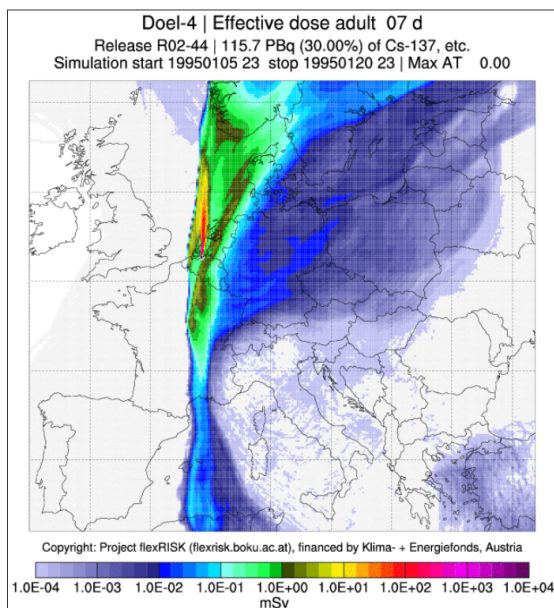 Doel-4 | Effective dose adult 07 d
Release R02-44 | 115.7 PBq (30.00%) of Cs-137, etc.
Simulation start 19950105 23 stop 19950120 23 | Max AT 0.00
Copyright: Project flexRISK (flexrisk.boku.ac.at), financed by Klima- + Energiefonds, Austria
1.0E-04 1.0E-03 1.0E-02 1.0E-01 1.0E+00 1.0E+01 1.0E+02 1.0E+03 1.0E+04
mSv